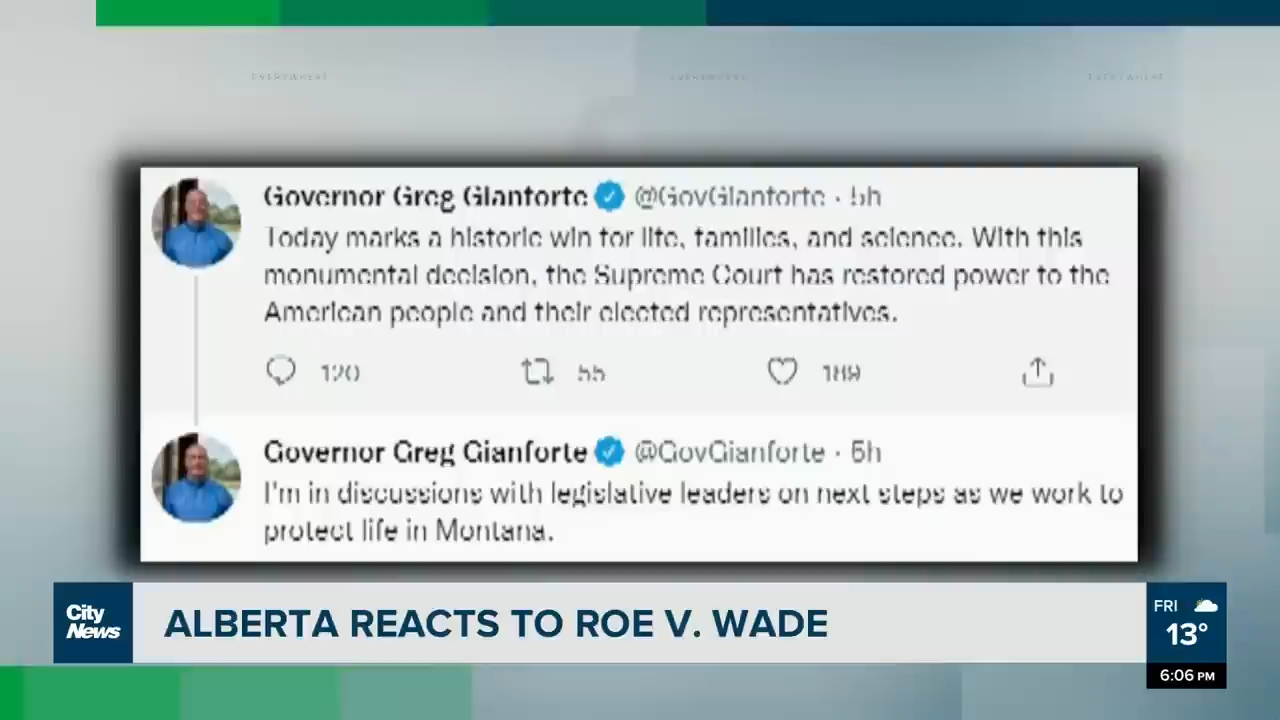 EVERYWHERE EVERYWHERE EVERYWHERE
Governor Greg Gianforte @GovGianforte · 5h
Today marks a historic win for life, families, and science. With this
monumental decision, the Supreme Court has restored power to the
American people and their elected representatives.
120 55 189
Governor Greg Gianforte @GovGianforte · 5h
I'm in discussions with legislative leaders on next steps as we work to
protect life in Montana.
City
News
ALBERTA REACTS TO ROE V. WADE
FRI
13°
6:06 PM